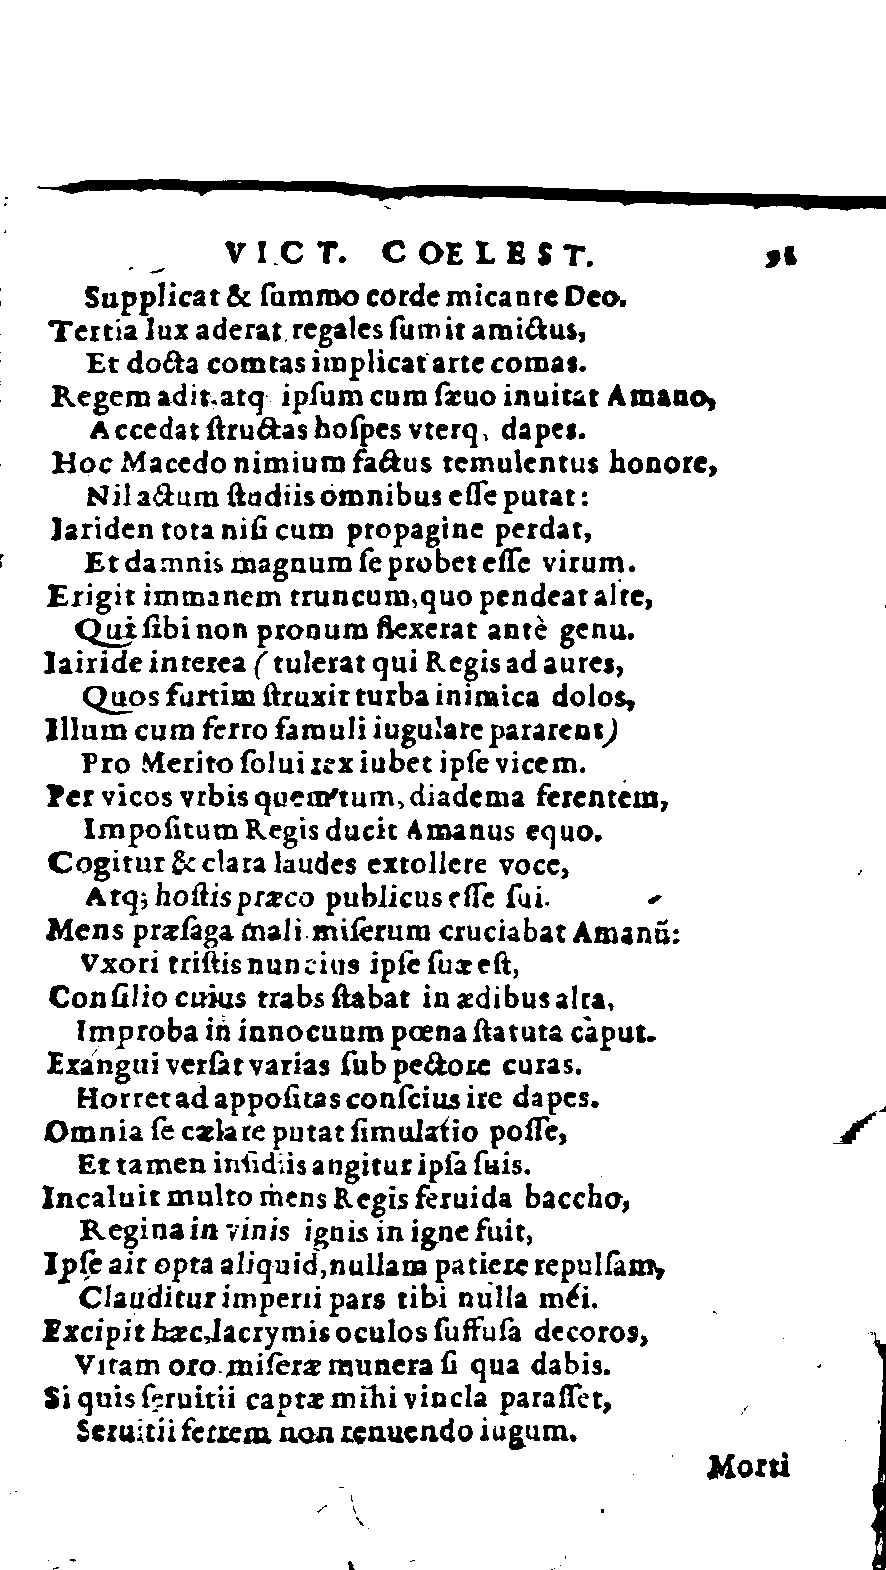 VICT. COELEST.
Supplicat & ſummo corde micante Deo.
Tertia lux aderat, regales ſumit amictus,
Et docta comtas implicat arte comas.
Regem adit, atq ipſum cum ſæuo inuitat Amano,
Accedat ſtructas hoſpes vterq, dapes.
Hoc Macedo nimium factus temulentus honore,
Nil actum ſtudiis omnibus eſſe putat:
Iariden tota niſi cum propagine perdat,
Et damnis magnum ſe probet eſſe virum.
Erigit immanem truncum, quo pendeat alte,
Qui ſibi non pronum flexerat antè genu.
Iairide interea (tulerat qui Regis ad aures,
Quos furtim ſtruxit turba inimica dolos,
Illum cum ferro famuli iugulare pararent)
Pro Merito ſolui rex iubet ipſe vicem.
Per vicos vrbis quem tum, diadema ferentem,
Impoſitum Regis ducit Amanus equo.
Cogitur & clara laudes extollere voce,
Atq; hoſtis præco publicus eſſe ſui.
Mens præſaga mali miſerum cruciabat Amanū:
Vxori triſtis nuncius ipſe ſuæ eſt,
Conſilio cuius trabs ſtabat in ædibus alta,
Improba in innocuum pœna ſtatuta caput.
Exangui verſat varias ſub pectore curas.
Horret ad appoſitas conſcius ire dapes.
Omnia ſe cælare putat ſimulatio poſſe,
Et tamen inſidiis angitur ipſa ſuis.
Incaluit multo mens Regis feruida baccho,
Regina in vinis ignis in igne fuit,
Ipſe ait opta aliquid, nullam patiere repulſam,
Clauditur imperii pars tibi nulla méi.
Excipit hæc, lacrymis oculos ſuffuſa decoros,
Vitam oro miſeræ munera ſi qua dabis.
Si quis ſeruitii captæ mihi vincla paraſſet,
Seruitii ferrem non renuendo iugum.
Morti